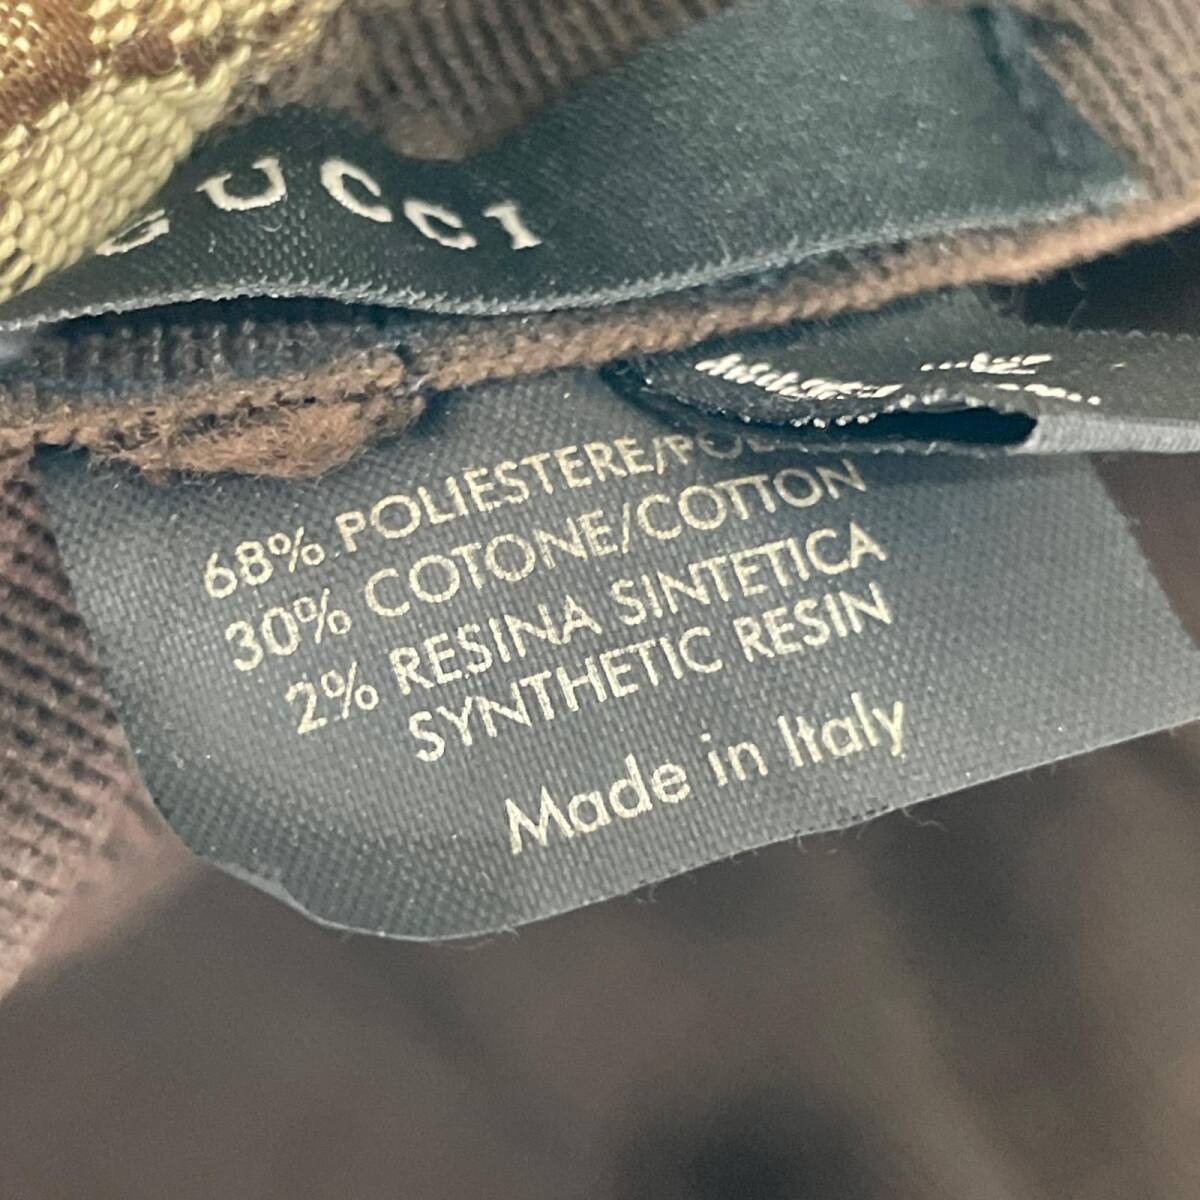 GUCCI
68% POLIESTERE/
30% COTONE/COTTON
2% RESINA SINTETICA
SYNTHETIC RESIN
Made in Italy